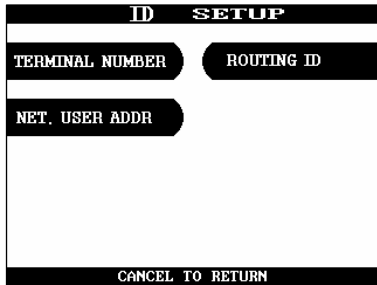 ID SETUP
TERMINAL NUMBER
ROUTING ID
NET. USER ADDR
CANCEL TO RETURN